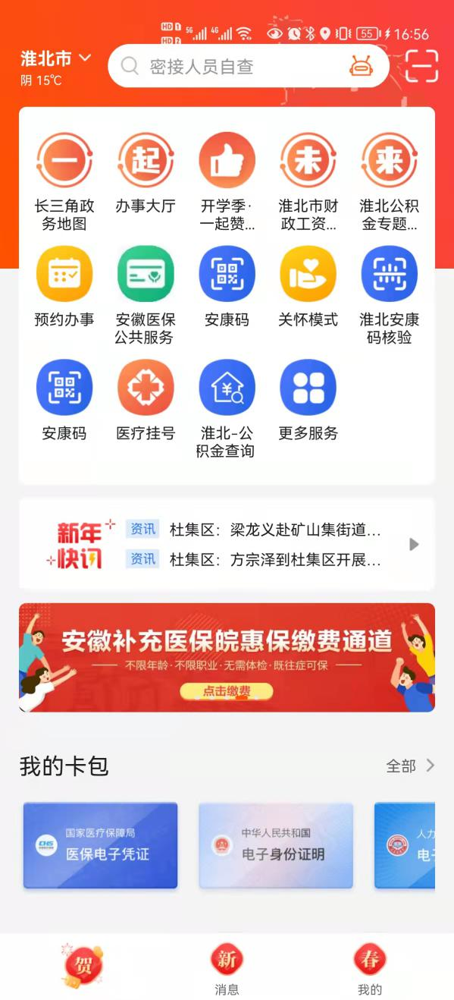 HD 1 5G 4G 55 16:56
HD 2
淮北市
密接人员自查
阴 15℃
一 起 未 来
长三角政
务地图
办事大厅
开学季·
一起赞...
淮北市财
政工资...
淮北公积
金专题...
预约办事
安徽医保
公共服务
安康码
关怀模式
淮北安康
码核验
安康码
医疗挂号
淮北-公
积金查询
更多服务
新年
快讯
资讯 杜集区：梁龙义赴矿山集街道...
资讯 杜集区：方宗泽到杜集区开展...
安徽补充医保皖惠保缴费通道
不限年龄·不限职业·无需体检·既往症可保
点击缴费
我的卡包
全部
国家医疗保障局
CHS
医保电子凭证
中华人民共和国
电子身份证明
人力
电子
贺
新
消息
春
我的